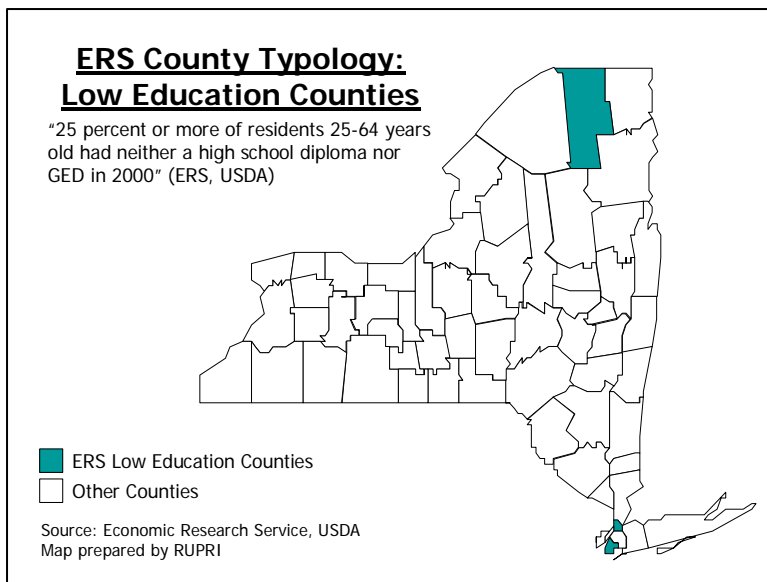 ERS County Typology:
Low Education Counties
"25 percent or more of residents 25-64 years
old had neither a high school diploma nor
GED in 2000" (ERS, USDA)
ERS Low Education Counties
Other Counties
Source: Economic Research Service, USDA
Map prepared by RUPRI